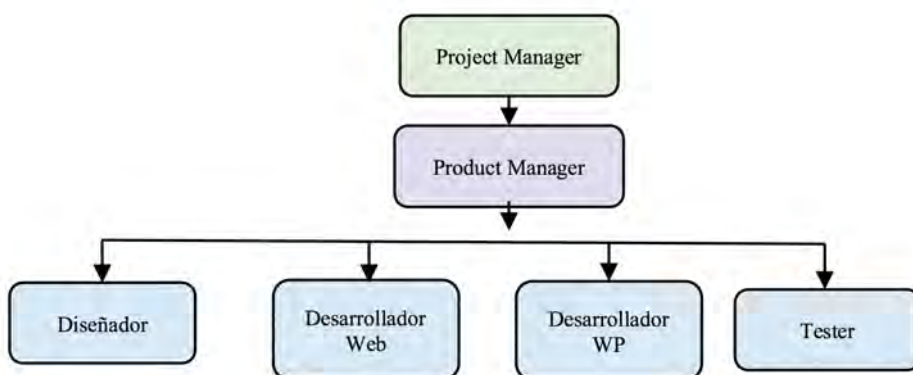 Project Manager
Product Manager
Diseñador
Desarrollador
Web
Desarrollador
WP
Tester